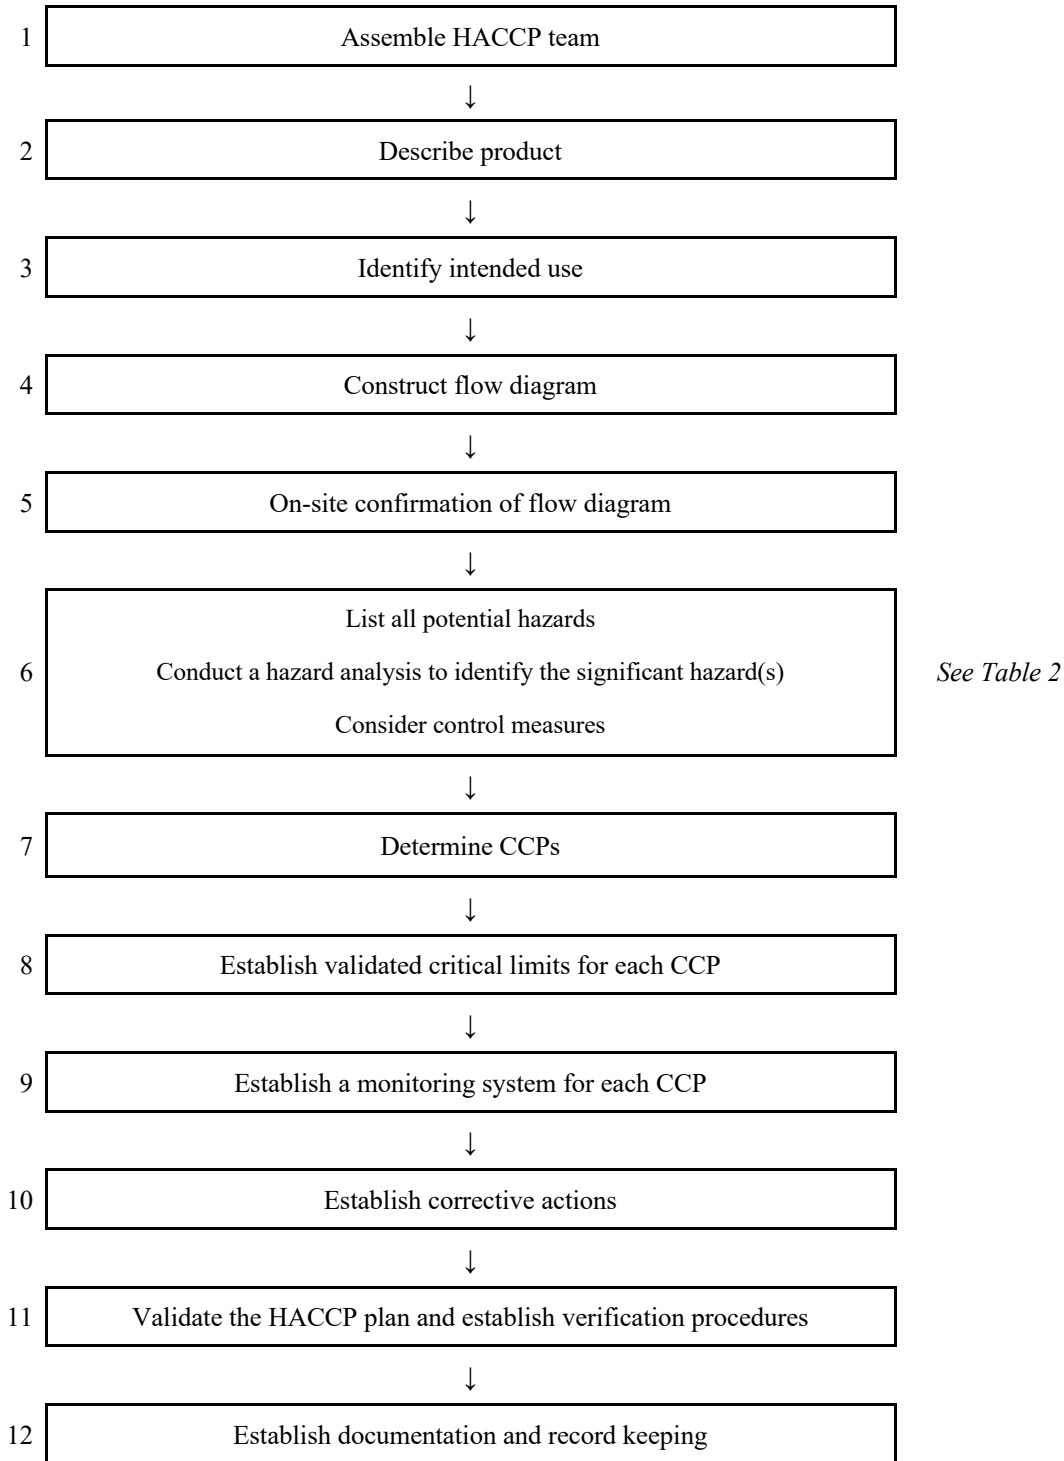 1 Assemble HACCP team
↓
2 Describe product
↓
3 Identify intended use
↓
4 Construct flow diagram
↓
5 On-site confirmation of flow diagram
↓
List all potential hazards
6 Conduct a hazard analysis to identify the significant hazard(s) See Table 2
Consider control measures
↓
7 Determine CCPs
↓
8 Establish validated critical limits for each CCP
↓
9 Establish a monitoring system for each CCP
↓
10 Establish corrective actions
↓
11 Validate the HACCP plan and establish verification procedures
↓
12 Establish documentation and record keeping